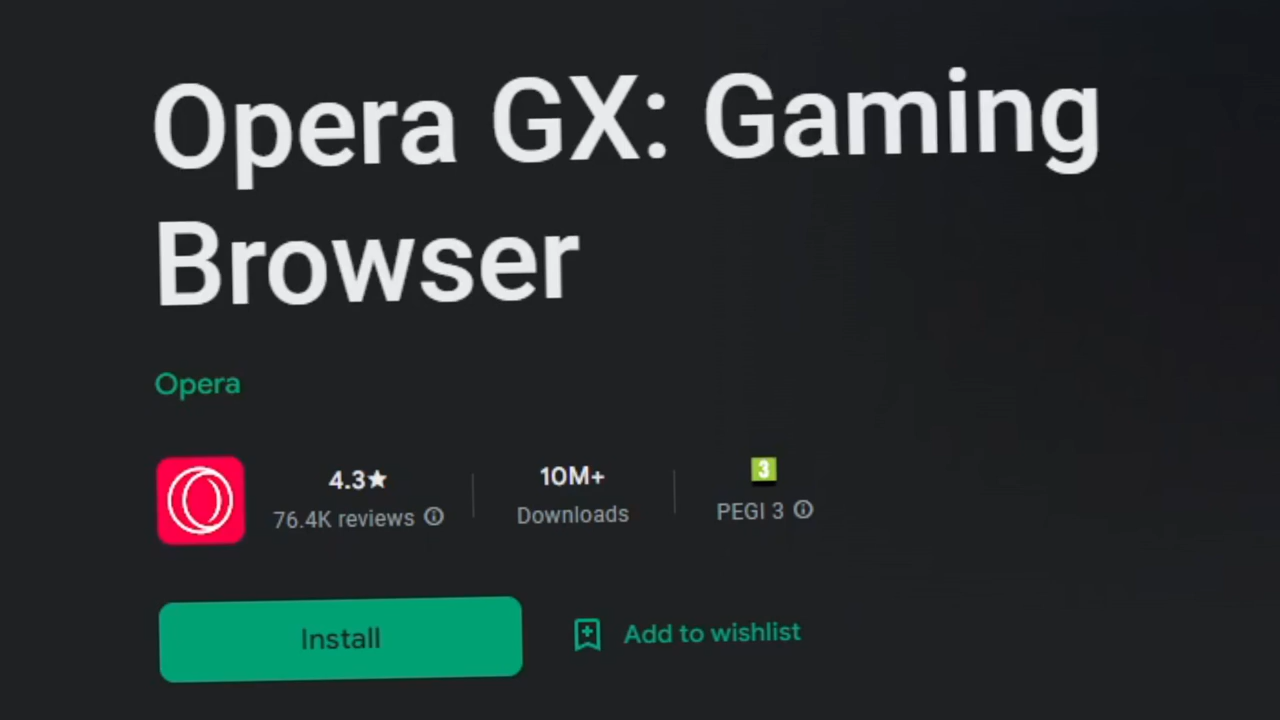 Opera GX: Gaming
Browser
Opera
4.3★
76.4K reviews
10M+
Downloads
3
PEGI 3
Install
Add to wishlist